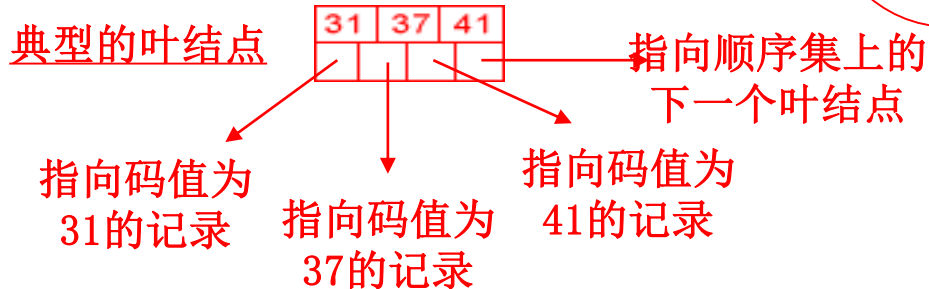 典型的叶结点
31 37 41
指向顺序集上的
下一个叶结点
指向码值为
31的记录
指向码值为
37的记录
指向码值为
41的记录